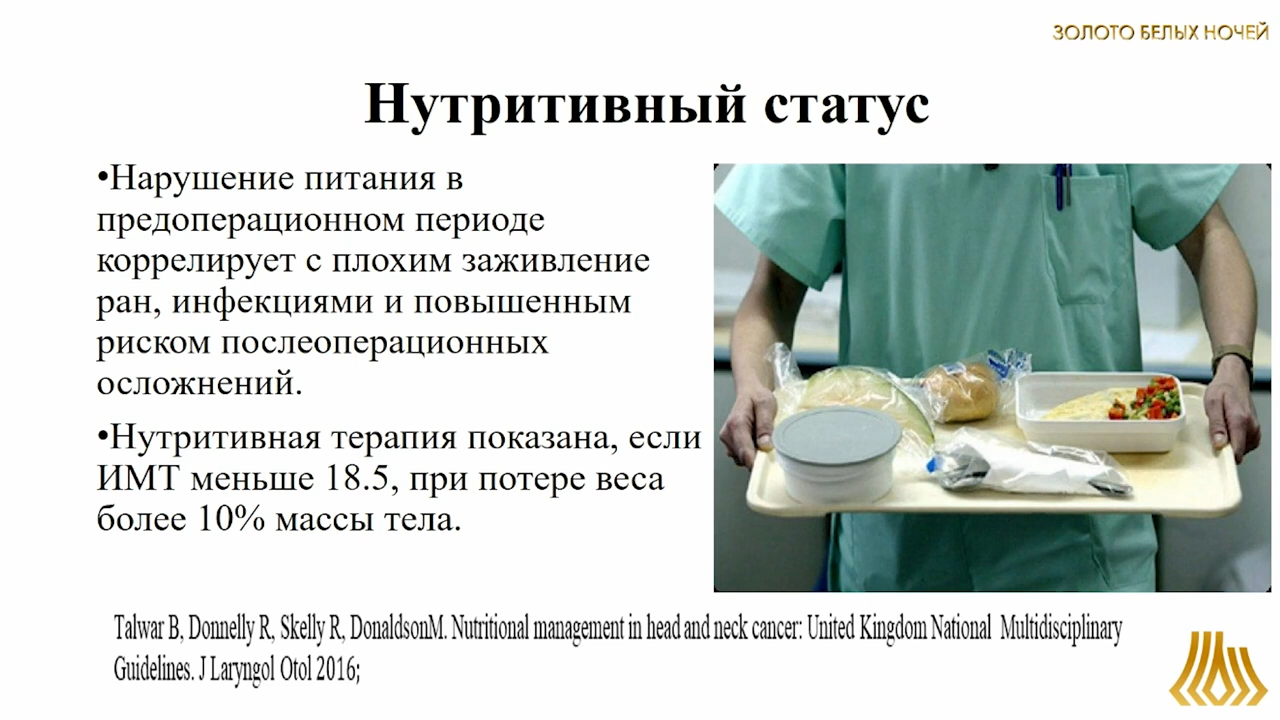 ЗОЛОТО БЕЛЫХ НОЧЕЙ
Нутритивный статус
•Нарушение питания в
предоперационном периоде
коррелирует с плохим заживление
ран, инфекциями и повышенным
риском послеоперационных
осложнений.
•Нутритивная терапия показана, если
ИМТ меньше 18.5, при потере веса
более 10% массы тела.
Talwar B, Donnelly R, Skelly R, DonaldsonM. Nutritional management in head and neck cancer: United Kingdom National Multidisciplinary
Guidelines. J Laryngol Otol 2016;